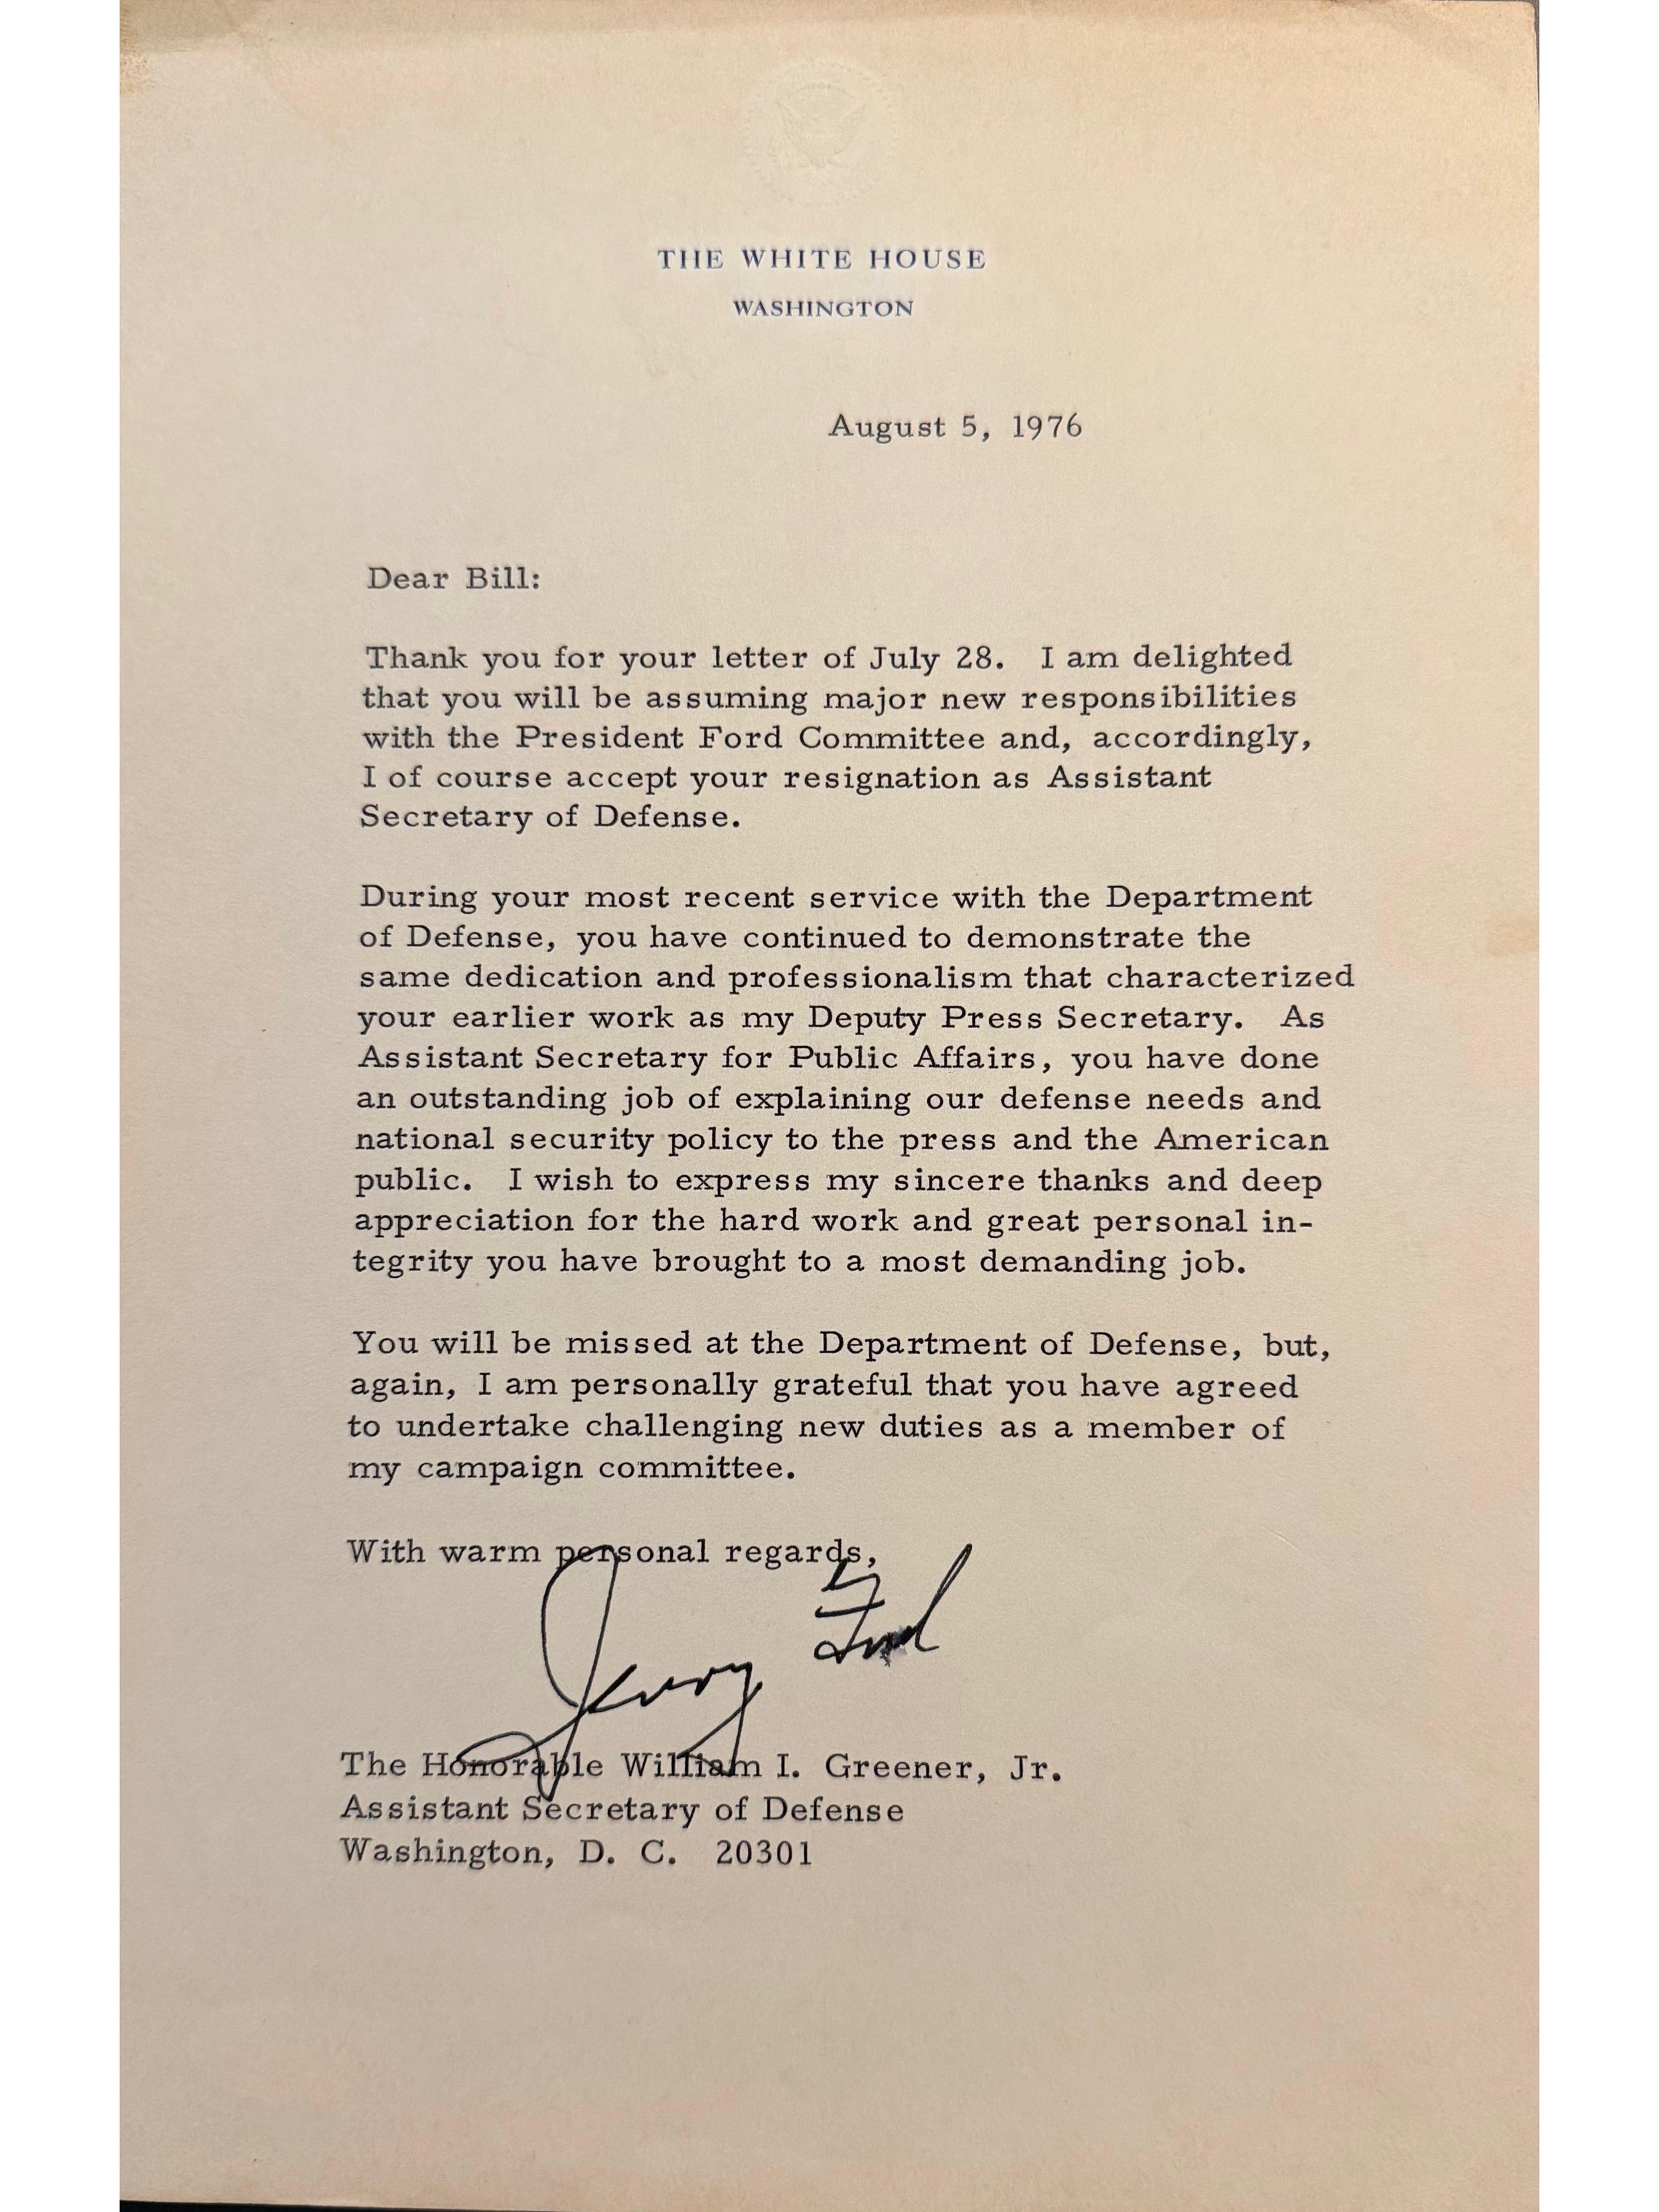 THE WHITE HOUSE
WASHINGTON
August 5, 1976
Dear Bill:
Thank you for your letter of July 28. I am delighted
that you will be assuming major new responsibilities
with the President Ford Committee and, accordingly,
I of course accept your resignation as Assistant
Secretary of Defense.
During your most recent service with the Department
of Defense, you have continued to demonstrate the
same dedication and professionalism that characterized
your earlier work as my Deputy Press Secretary. As
Assistant Secretary for Public Affairs, you have done
an outstanding job of explaining our defense needs and
national security policy to the press and the American
public. I wish to express my sincere thanks and deep
appreciation for the hard work and great personal in-
tegrity you have brought to a most demanding job.
You will be missed at the Department of Defense, but,
again, I am personally grateful that you have agreed
to undertake challenging new duties as a member of
my campaign committee.
With warm personal regards,
Jerry Ford
The Honorable William I. Greener, Jr.
Assistant Secretary of Defense
Washington, D. C. 20301